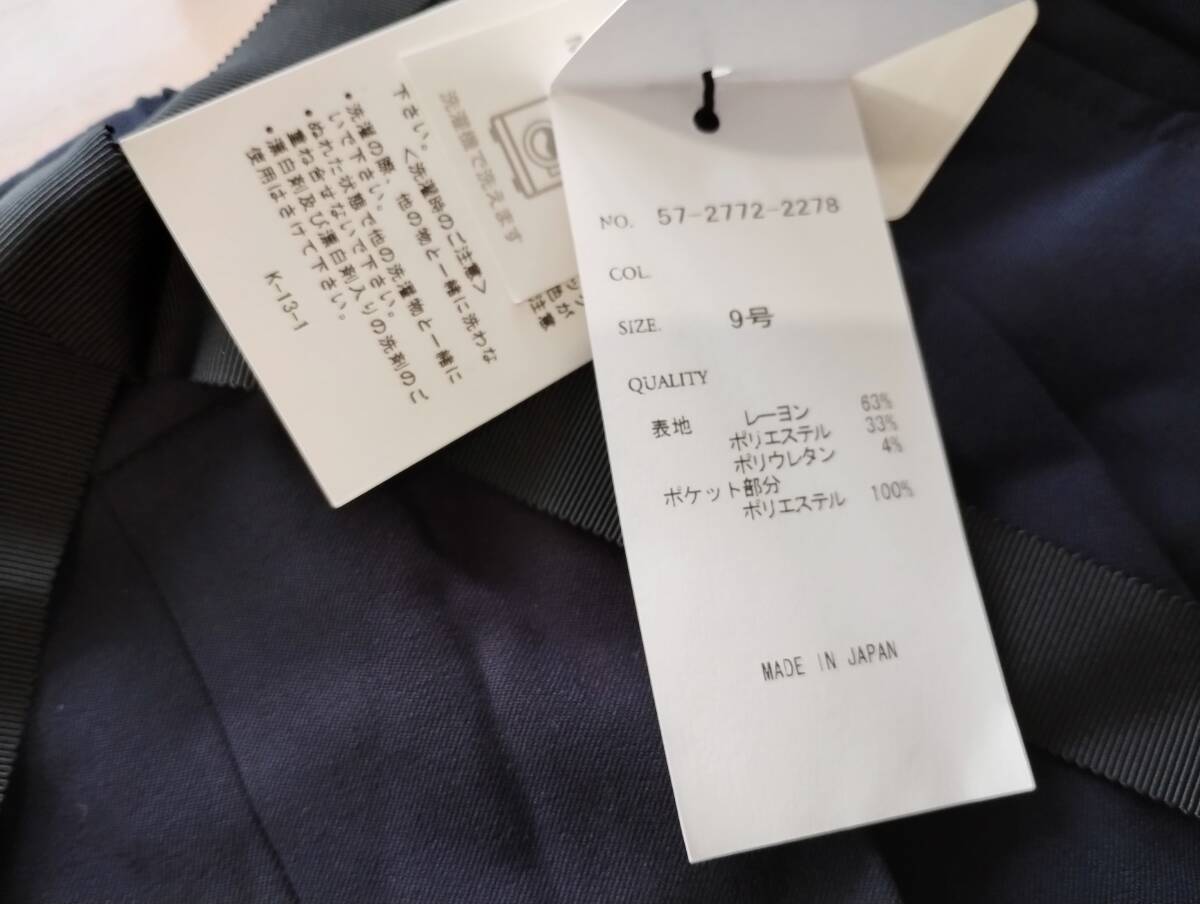 NO. 57-2772-2278
COL.
SIZE. 9号
QUALITY
表地 レーヨン 63%
ポリエステル 33%
ポリウレタン 4%
ポケット部分
ポリエステル 100%
MADE IN JAPAN
洗濯機で洗えます
色注意
下さい。
<洗濯時のご注意>
•洗濯の際、他の物と一緒に洗わな
いで下さい。
•ぬれた状態で他の洗濯物と一緒に
重ね合せないで下さい。
•漂白剤及び漂白剤入りの洗剤のご
使用はさけて下さい。
K-13-1